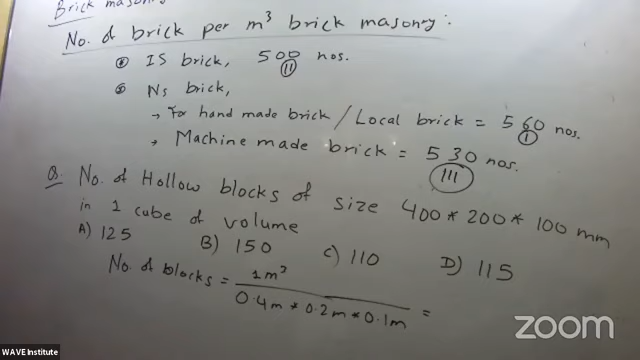 Brick masonry
No. of brick per m³ brick masonry:
⊛ IS brick, 500 nos.
II
⊛ NS brick,
→ For hand made brick / Local brick = 560 nos.
I
→ Machine made brick = 530 nos.
III
Q. No. of Hollow blocks of size 400*200*100 mm
in 1 cube of volume
A) 125 B) 150 C) 110 D) 115
No. of blocks = 1m³ / 0.4m * 0.2m * 0.1m =
zoom
WAVE Institute